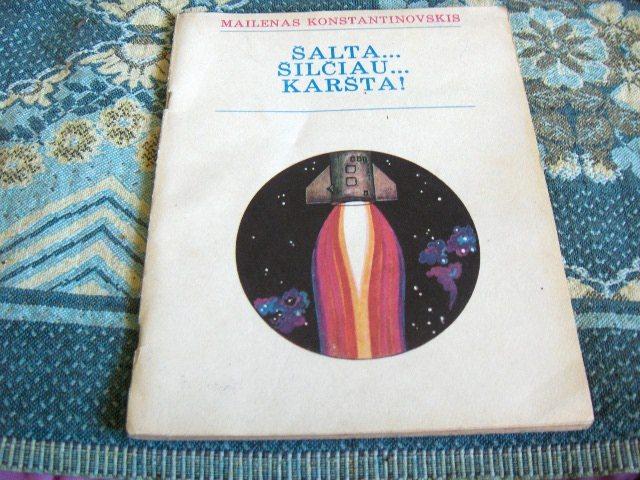 MAILENAS KONSTANTINOVSKIS
ŠALTA...
ŠILČIAU...
KARŠTA!